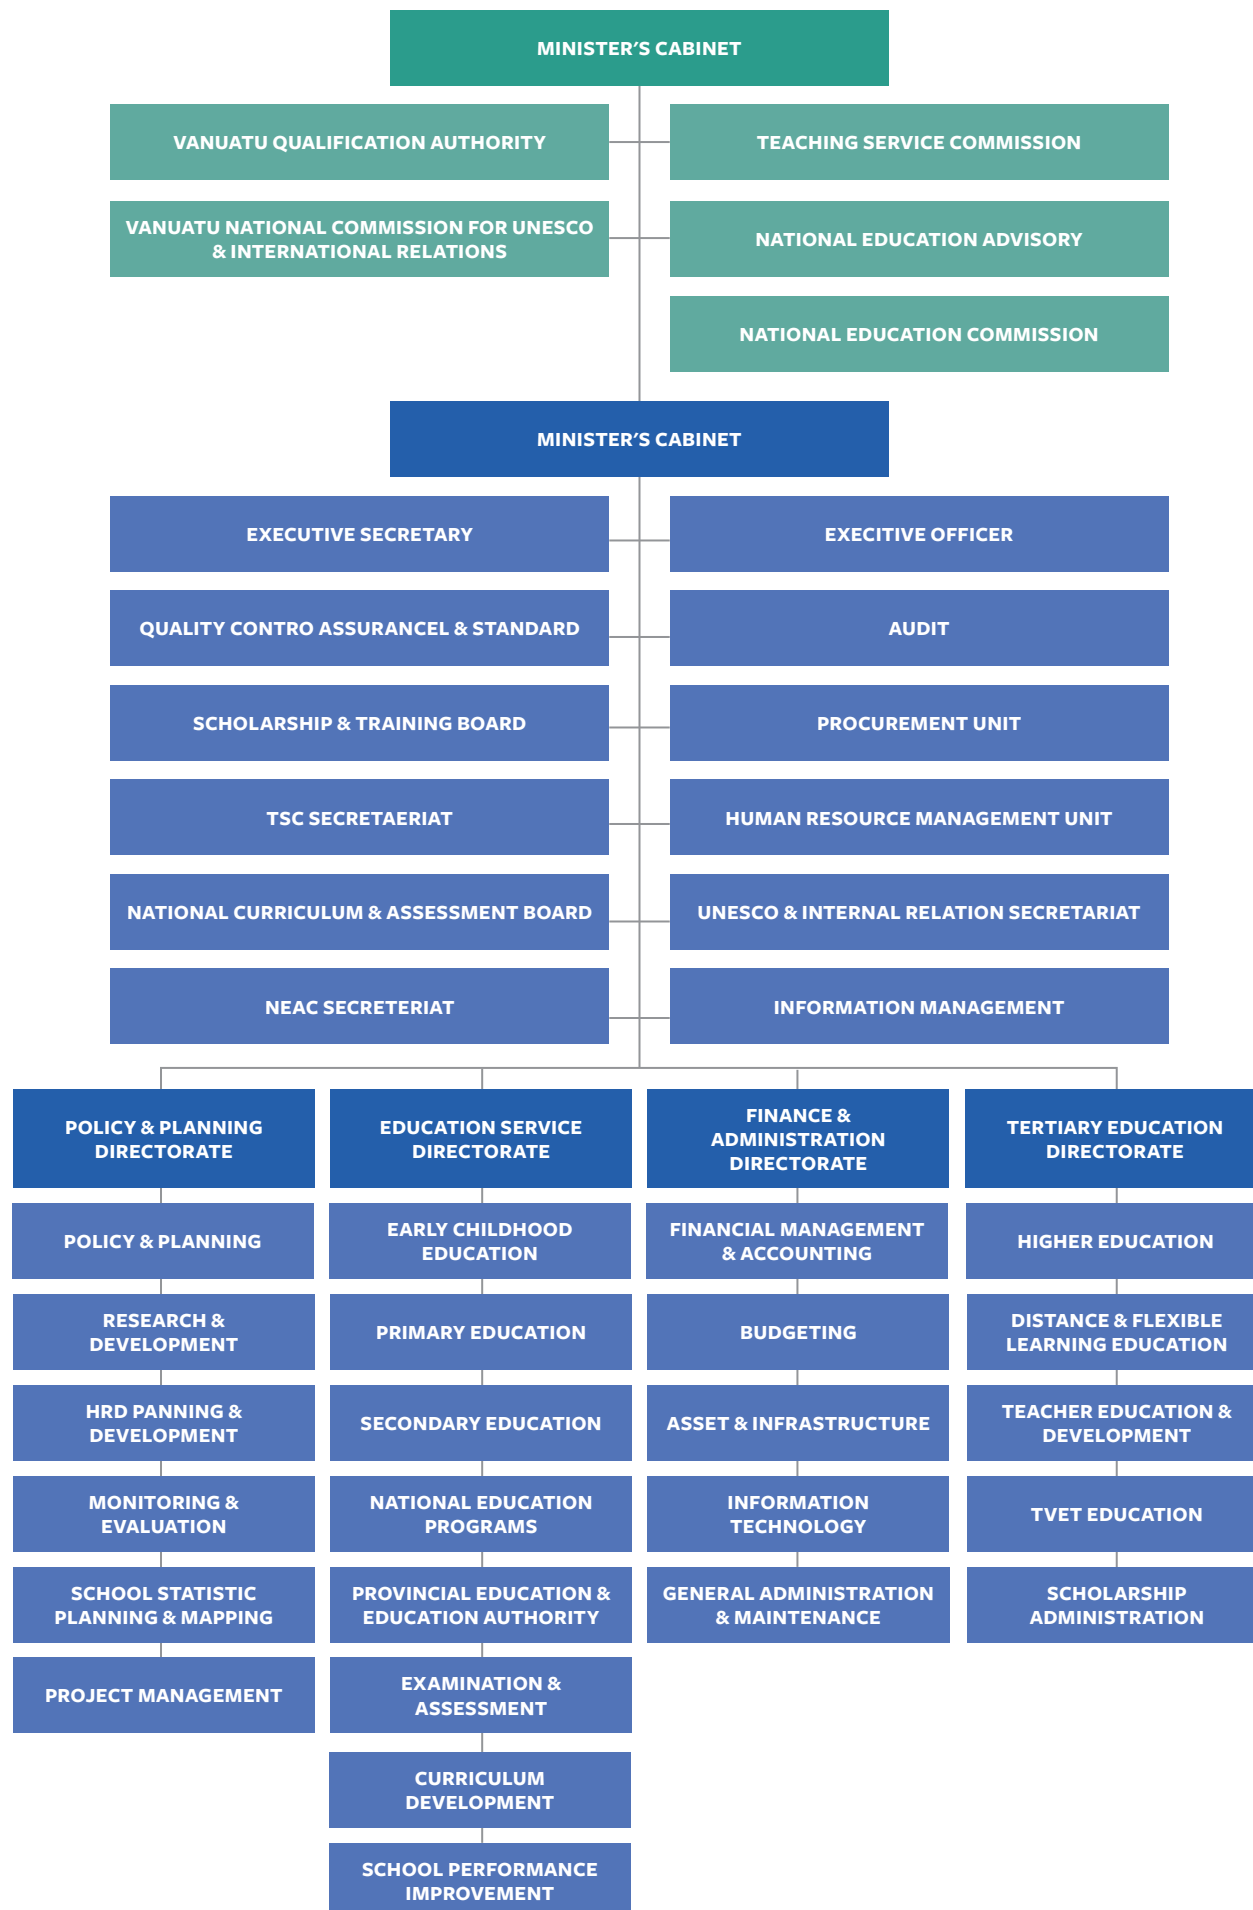 MINISTER'S CABINET
VANUATU QUALIFICATION AUTHORITY
TEACHING SERVICE COMMISSION
VANUATU NATIONAL COMMISSION FOR UNESCO
& INTERNATIONAL RELATIONS
NATIONAL EDUCATION ADVISORY
NATIONAL EDUCATION COMMISSION
MINISTER'S CABINET
EXECUTIVE SECRETARY
EXECITIVE OFFICER
QUALITY CONTRO ASSURANCEL & STANDARD
AUDIT
SCHOLARSHIP & TRAINING BOARD
PROCUREMENT UNIT
TSC SECRETAERIAT
HUMAN RESOURCE MANAGEMENT UNIT
NATIONAL CURRICULUM & ASSESSMENT BOARD
UNESCO & INTERNAL RELATION SECRETARIAT
NEAC SECRETERIAT
INFORMATION MANAGEMENT
POLICY & PLANNING
DIRECTORATE
POLICY & PLANNING
RESEARCH &
DEVELOPMENT
HRD PANNING &
DEVELOPMENT
MONITORING &
EVALUATION
SCHOOL STATISTIC
PLANNING & MAPPING
PROJECT MANAGEMENT
EDUCATION SERVICE
DIRECTORATE
EARLY CHILDHOOD
EDUCATION
PRIMARY EDUCATION
SECONDARY EDUCATION
NATIONAL EDUCATION
PROGRAMS
PROVINCIAL EDUCATION &
EDUCATION AUTHORITY
EXAMINATION &
ASSESSMENT
CURRICULUM
DEVELOPMENT
SCHOOL PERFORMANCE
IMPROVEMENT
FINANCE &
ADMINISTRATION
DIRECTORATE
FINANCIAL MANAGEMENT
& ACCOUNTING
BUDGETING
ASSET & INFRASTRUCTURE
INFORMATION
TECHNOLOGY
GENERAL ADMINISTRATION
& MAINTENANCE
TERTIARY EDUCATION
DIRECTORATE
HIGHER EDUCATION
DISTANCE & FLEXIBLE
LEARNING EDUCATION
TEACHER EDUCATION &
DEVELOPMENT
TVET EDUCATION
SCHOLARSHIP
ADMINISTRATION